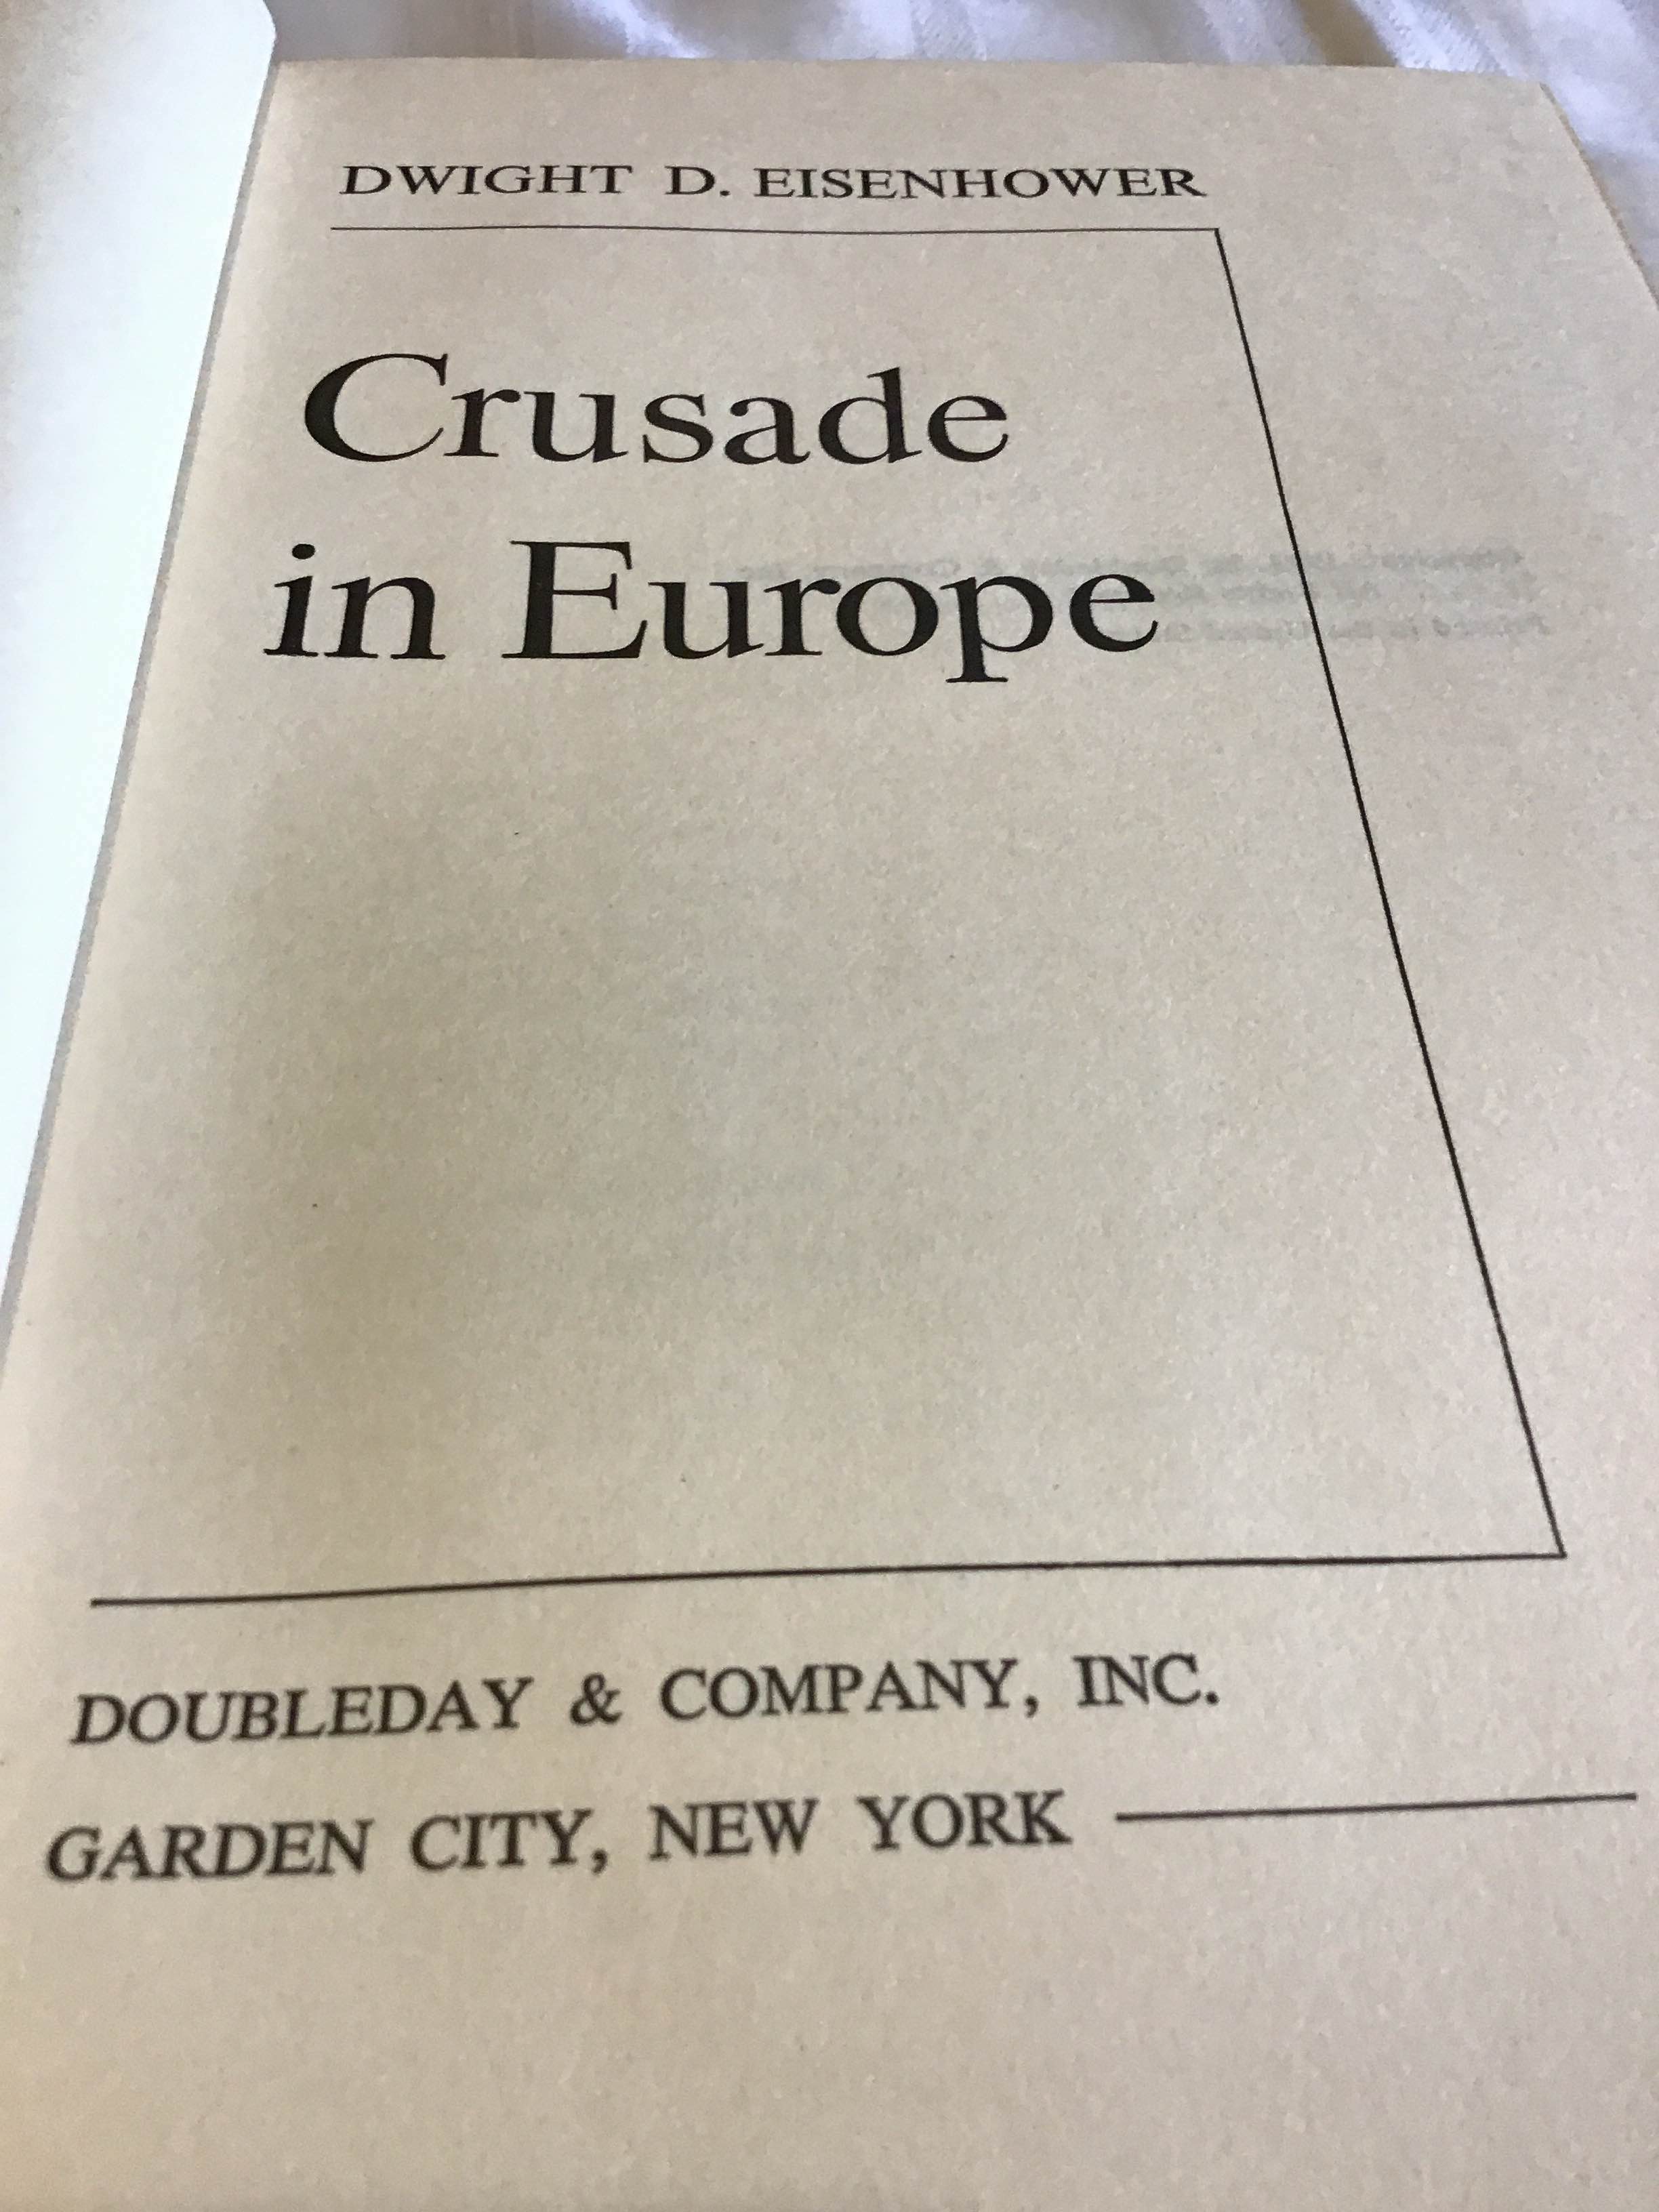 DWIGHT D. EISENHOWER
Crusade
in Europe
DOUBLEDAY & COMPANY, INC.
GARDEN CITY, NEW YORK